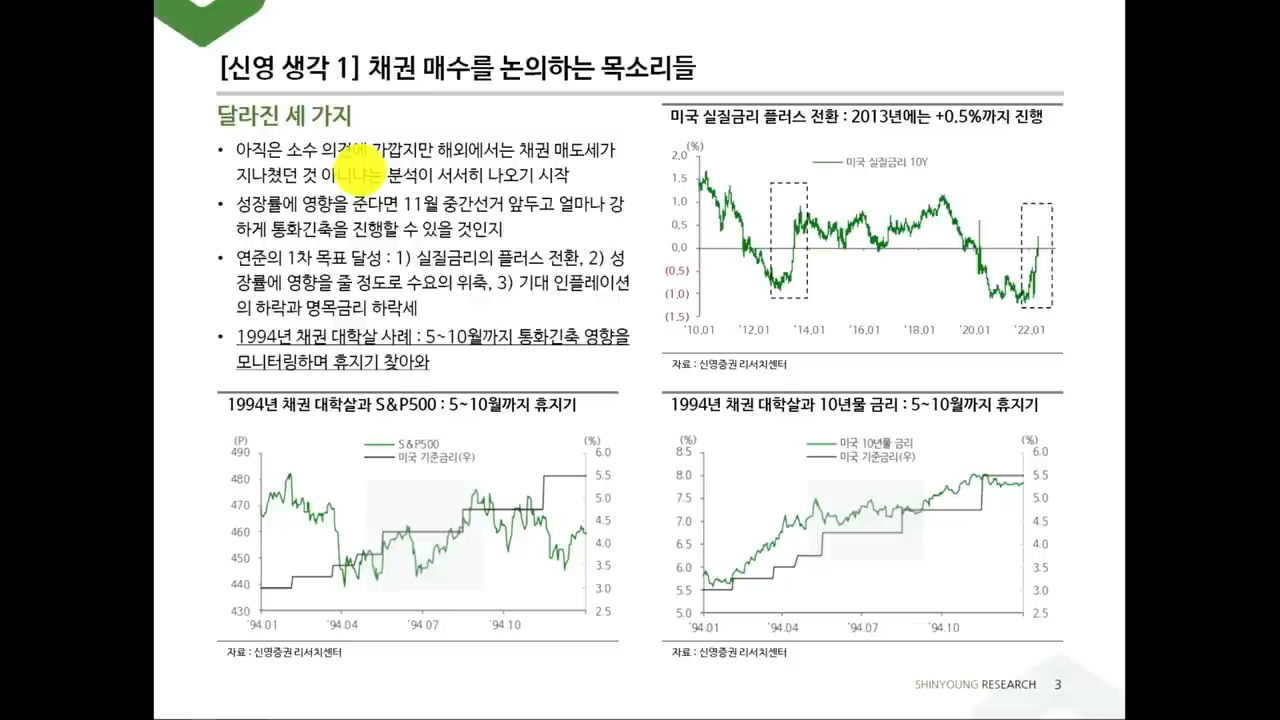 [신영 생각 1] 채권 매수를 논의하는 목소리들
달라진 세 가지
• 아직은 소수 의견에 가깝지만 해외에서는 채권 매도세가
지나쳤던 것 아니냐는 분석이 서서히 나오기 시작
• 성장률에 영향을 준다면 11월 중간선거 앞두고 얼마나 강
하게 통화긴축을 진행할 수 있을 것인지
• 연준의 1차 목표 달성 : 1) 실질금리의 플러스 전환, 2) 성
장률에 영향을 줄 정도로 수요의 위축, 3) 기대 인플레이션
의 하락과 명목금리 하락세
• 1994년 채권 대학살 사례 : 5~10월까지 통화긴축 영향을
모니터링하며 휴지기 찾아와
미국 실질금리 플러스 전환 : 2013년에는 +0.5%까지 진행
(%)
미국 실질금리 10Y
2.0
1.5
1.0
0.5
0.0
(0.5)
(1.0)
(1.5)
'10.01 '12.01 '14.01 '16.01 '18.01 '20.01 '22.01
자료 : 신영증권 리서치센터
1994년 채권 대학살과 S&P500 : 5~10월까지 휴지기
(P)
(%)
S&P500
미국 기준금리(우)
490
480
470
460
450
440
430
6.0
5.5
5.0
4.5
4.0
3.5
3.0
2.5
'94.01 '94.04 '94.07 '94.10
자료 : 신영증권 리서치센터
1994년 채권 대학살과 10년물 금리 : 5~10월까지 휴지기
(%)
(%)
미국 10년물 금리
미국 기준금리(우)
8.5
8.0
7.5
7.0
6.5
6.0
5.5
5.0
6.0
5.5
5.0
4.5
4.0
3.5
3.0
2.5
'94.01 '94.04 '94.07 '94.10
자료 : 신영증권 리서치센터
SHINYOUNG RESEARCH 3